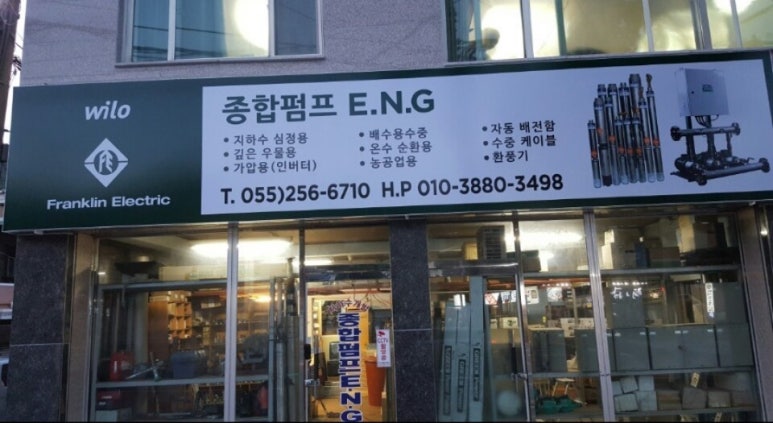 wilo
Franklin Electric
종합펌프 E.N.G
• 지하수 심정용
• 깊은 우물용
• 가압용(인버터)
• 배수용수중
• 온수 순환용
• 농공업용
• 자동 배전함
• 수중 케이블
• 환풍기
T. 055)256-6710 H.P 010-3880-3498
종합펌프E.N.G
CCTV